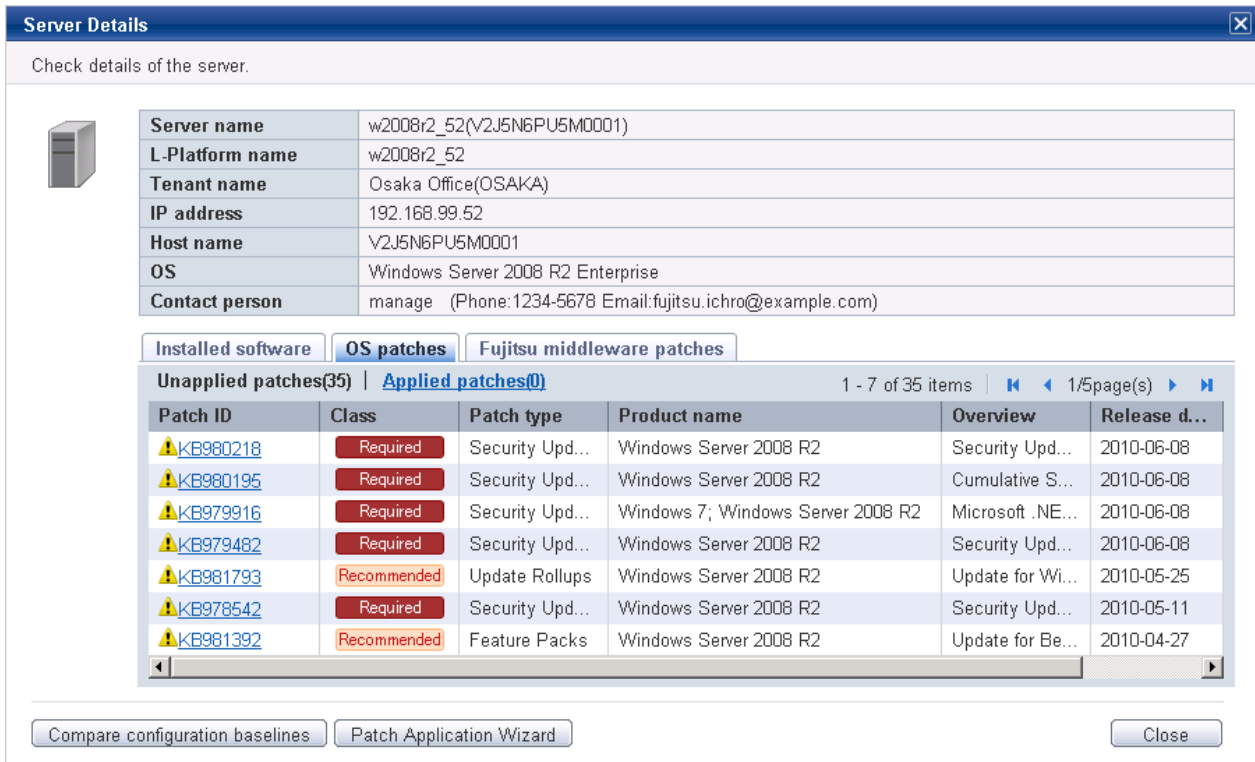 Server Details
Check details of the server.
Server name w2008r2_52(V2J5N6PU5M0001)
L-Platform name w2008r2_52
Tenant name Osaka Office(OSAKA)
IP address 192.168.99.52
Host name V2J5N6PU5M0001
OS Windows Server 2008 R2 Enterprise
Contact person manage (Phone:1234-5678 Email:fujitsu.ichro@example.com)
Installed software OS patches Fujitsu middleware patches
Unapplied patches(35) | Applied patches(0) 1 - 7 of 35 items | 1/5page(s)
Patch ID Class Patch type Product name Overview Release d...
KB980218 Required Security Upd... Windows Server 2008 R2 Security Upd... 2010-06-08
KB980195 Required Security Upd... Windows Server 2008 R2 Cumulative S... 2010-06-08
KB979916 Required Security Upd... Windows 7; Windows Server 2008 R2 Microsoft .NE... 2010-06-08
KB979482 Required Security Upd... Windows Server 2008 R2 Security Upd... 2010-06-08
KB981793 Recommended Update Rollups Windows Server 2008 R2 Update for Wi... 2010-05-25
KB978542 Required Security Upd... Windows Server 2008 R2 Security Upd... 2010-05-11
KB981392 Recommended Feature Packs Windows Server 2008 R2 Update for Be... 2010-04-27
Compare configuration baselines Patch Application Wizard Close